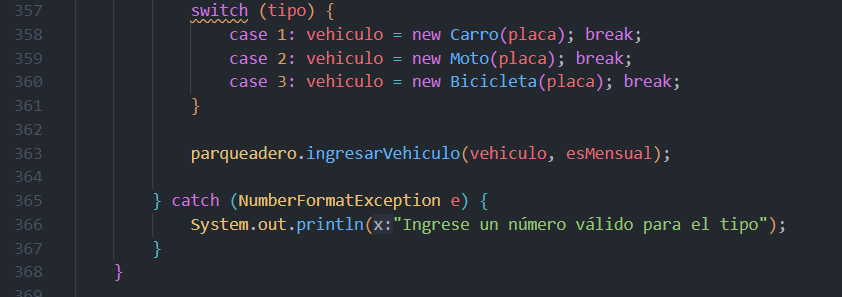 357 switch (tipo) {
358 case 1: vehiculo = new Carro(placa); break;
359 case 2: vehiculo = new Moto(placa); break;
360 case 3: vehiculo = new Bicicleta(placa); break;
361 }
362
363 parqueadero.ingresarVehiculo(vehiculo, esMensual);
364
365 } catch (NumberFormatException e) {
366 System.out.println(x:"Ingrese un número válido para el tipo");
367 }
368 }
369